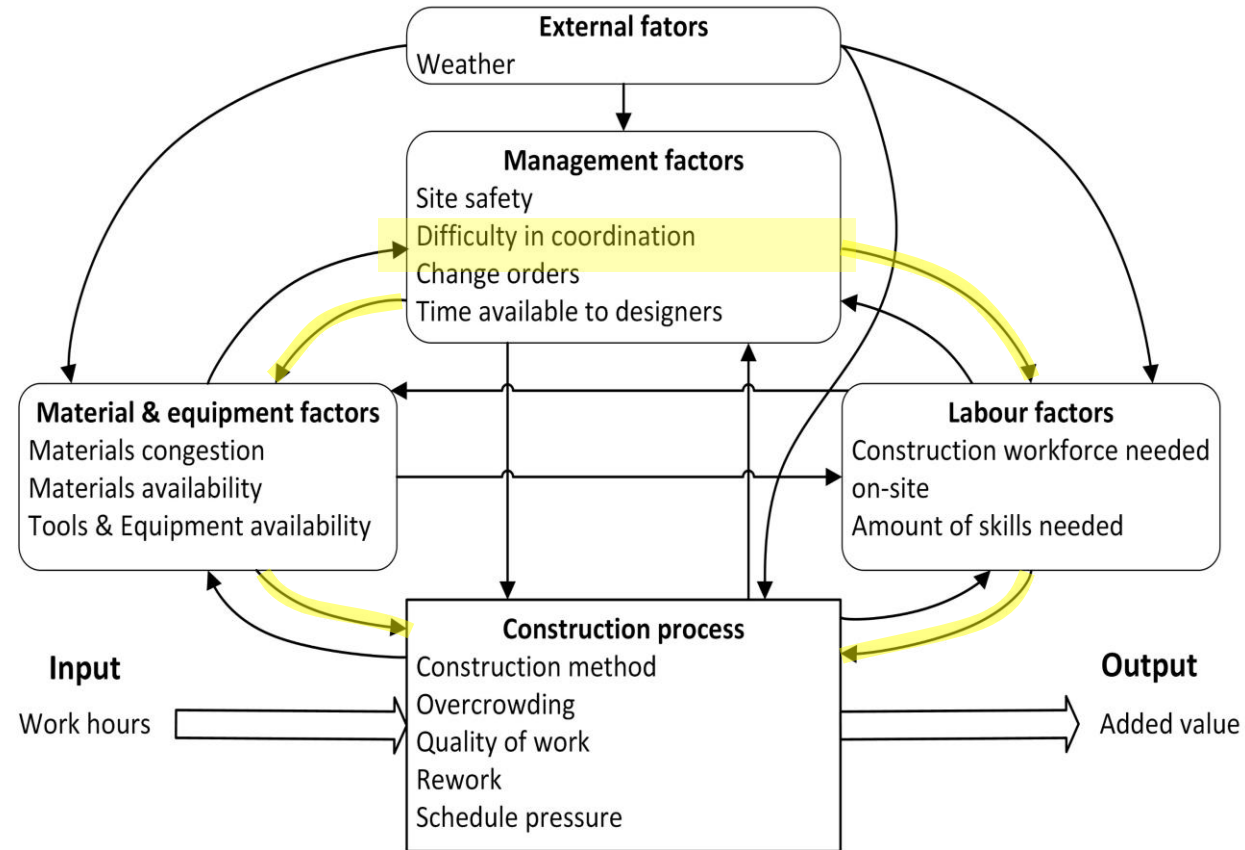 External fators
Weather
Management factors
Site safety
Difficulty in coordination
Change orders
Time available to designers
Material & equipment factors
Materials congestion
Materials availability
Tools & Equipment availability
Labour factors
Construction workforce needed
on-site
Amount of skills needed
Construction process
Construction method
Overcrowding
Quality of work
Rework
Schedule pressure
Input
Work hours
Output
Added value